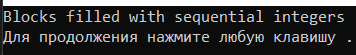 Blocks filled with sequential integers
Для продолжения нажмите любую клавишу .